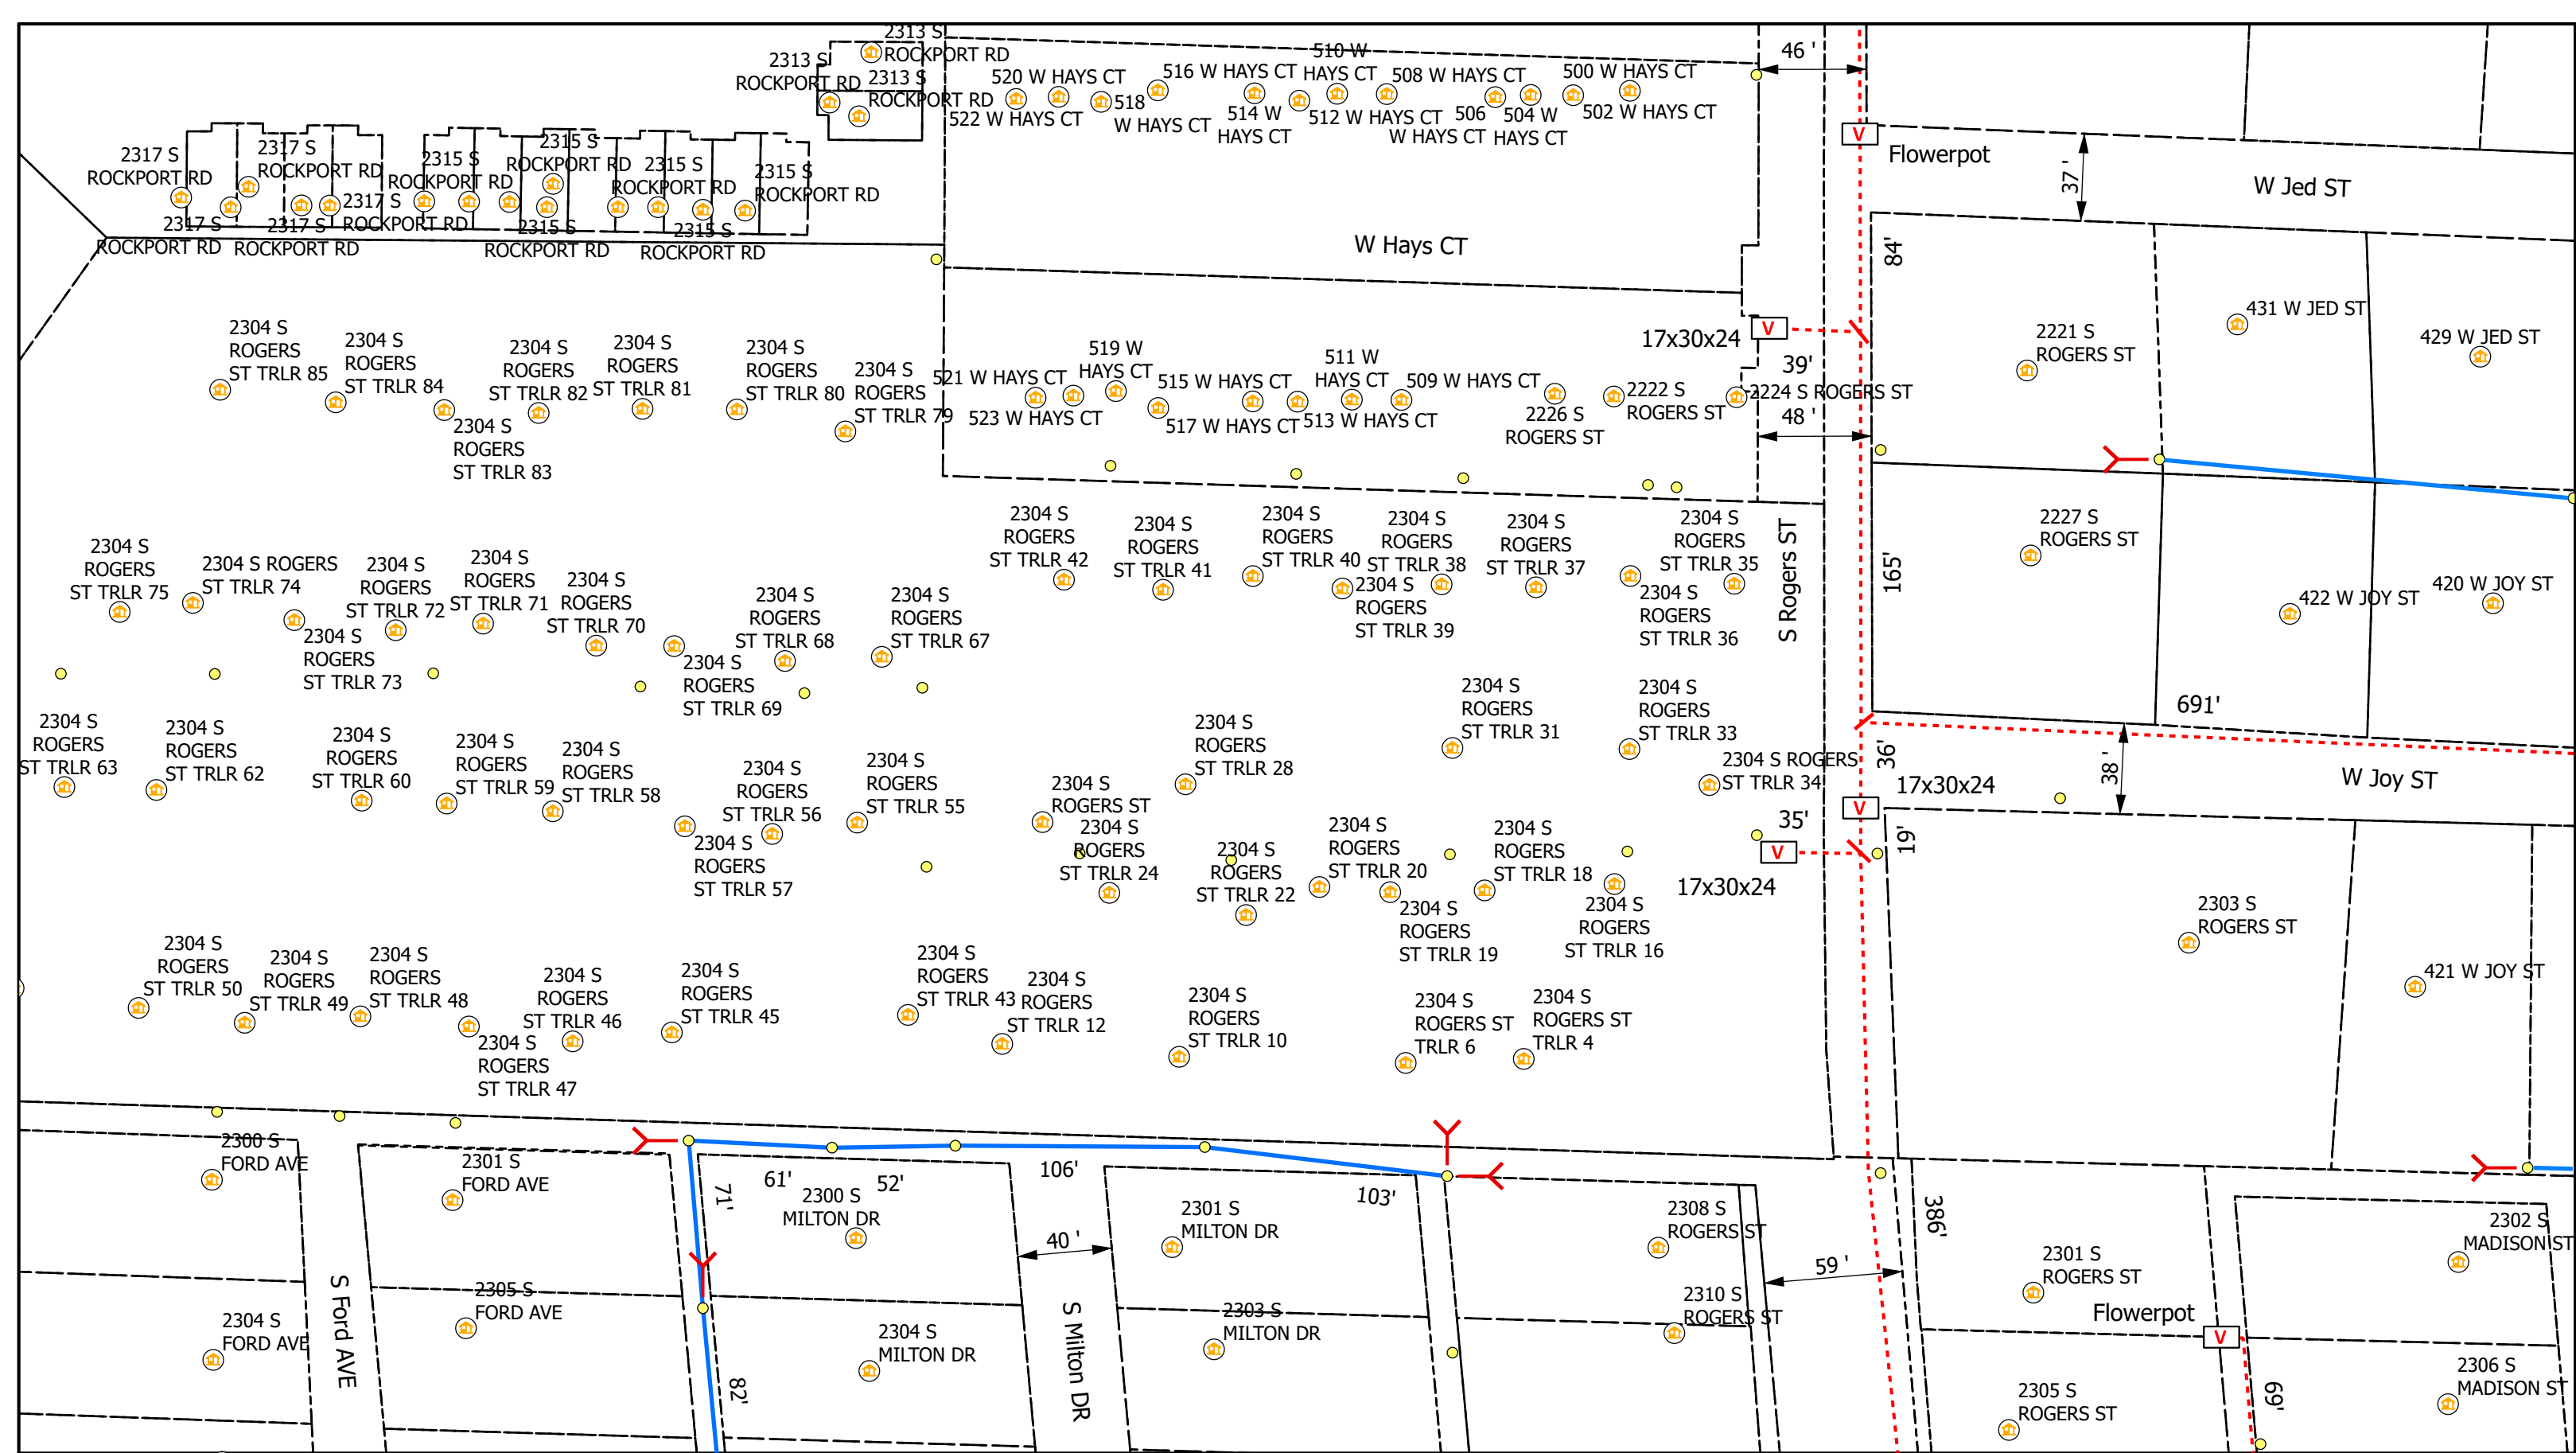 2313 S
ROCKPORT RD
2313 S
ROCKPORT RD
2313 S
ROCKPORT RD
520 W HAYS CT
522 W HAYS CT
518
W HAYS CT
516 W HAYS CT
514 W
HAYS CT
510 W
HAYS CT
512 W HAYS CT
508 W HAYS CT
506
W HAYS CT
504 W
HAYS CT
500 W HAYS CT
502 W HAYS CT
46 '
V
Flowerpot
37 '
W Jed ST
2317 S
ROCKPORT RD
2317 S
ROCKPORT RD
2317 S
ROCKPORT RD
2317 S
ROCKPORT RD
2317 S
ROCKPORT RD
2315 S
ROCKPORT RD
2315 S
ROCKPORT RD
2315 S
ROCKPORT RD
2315 S
ROCKPORT RD
2315 S
ROCKPORT RD
2315 S
ROCKPORT RD
W Hays CT
84'
17x30x24
V
39'
48 '
2304 S
ROGERS
ST TRLR 85
2304 S
ROGERS
ST TRLR 84
2304 S
ROGERS
ST TRLR 83
2304 S
ROGERS
ST TRLR 82
2304 S
ROGERS
ST TRLR 81
2304 S
ROGERS
ST TRLR 80
2304 S
ROGERS
ST TRLR 79
521 W HAYS CT
523 W HAYS CT
519 W
HAYS CT
515 W HAYS CT
517 W HAYS CT
511 W
HAYS CT
513 W HAYS CT
509 W HAYS CT
2226 S
ROGERS ST
2222 S
ROGERS ST
2224 S ROGERS ST
2221 S
ROGERS ST
431 W JED ST
429 W JED ST
2304 S
ROGERS
ST TRLR 42
2304 S
ROGERS
ST TRLR 41
2304 S
ROGERS
ST TRLR 40
2304 S
ROGERS
ST TRLR 38
2304 S
ROGERS
ST TRLR 39
2304 S
ROGERS
ST TRLR 37
2304 S
ROGERS
ST TRLR 35
2304 S
ROGERS
ST TRLR 36
S Rogers ST
165'
2227 S
ROGERS ST
422 W JOY ST
420 W JOY ST
2304 S
ROGERS
ST TRLR 75
2304 S ROGERS
ST TRLR 74
2304 S
ROGERS
ST TRLR 73
2304 S
ROGERS
ST TRLR 72
2304 S
ROGERS
ST TRLR 71
2304 S
ROGERS
ST TRLR 70
2304 S
ROGERS
ST TRLR 69
2304 S
ROGERS
ST TRLR 68
2304 S
ROGERS
ST TRLR 67
2304 S
ROGERS
ST TRLR 63
2304 S
ROGERS
ST TRLR 62
2304 S
ROGERS
ST TRLR 60
2304 S
ROGERS
ST TRLR 59
2304 S
ROGERS
ST TRLR 58
2304 S
ROGERS
ST TRLR 57
2304 S
ROGERS
ST TRLR 56
2304 S
ROGERS
ST TRLR 55
2304 S
ROGERS ST
2304 S
ROGERS
ST TRLR 24
2304 S
ROGERS
ST TRLR 28
2304 S
ROGERS
ST TRLR 22
2304 S
ROGERS
ST TRLR 20
2304 S
ROGERS
ST TRLR 19
2304 S
ROGERS
ST TRLR 31
2304 S
ROGERS
ST TRLR 18
2304 S
ROGERS
ST TRLR 33
2304 S ROGERS
ST TRLR 34
2304 S
ROGERS
ST TRLR 16
691'
36'
38 '
W Joy ST
17x30x24
V
35'
V
17x30x24
19'
2303 S
ROGERS ST
421 W JOY ST
2304 S
ROGERS
ST TRLR 50
2304 S
ROGERS
ST TRLR 49
2304 S
ROGERS
ST TRLR 48
2304 S
ROGERS
ST TRLR 47
2304 S
ROGERS
ST TRLR 46
2304 S
ROGERS
ST TRLR 45
2304 S
ROGERS
ST TRLR 43
2304 S
ROGERS
ST TRLR 12
2304 S
ROGERS
ST TRLR 10
2304 S
ROGERS ST
TRLR 6
2304 S
ROGERS ST
TRLR 4
2300 S
FORD AVE
2301 S
FORD AVE
2304 S
FORD AVE
2305 S
FORD AVE
S Ford AVE
71'
82'
61'
52'
106'
103'
2300 S
MILTON DR
2304 S
MILTON DR
40 '
S Milton DR
2301 S
MILTON DR
2303 S
MILTON DR
2308 S
ROGERS ST
2310 S
ROGERS ST
59 '
386'
2301 S
ROGERS ST
Flowerpot
V
2305 S
ROGERS ST
69'
2302 S
MADISON ST
2306 S
MADISON ST